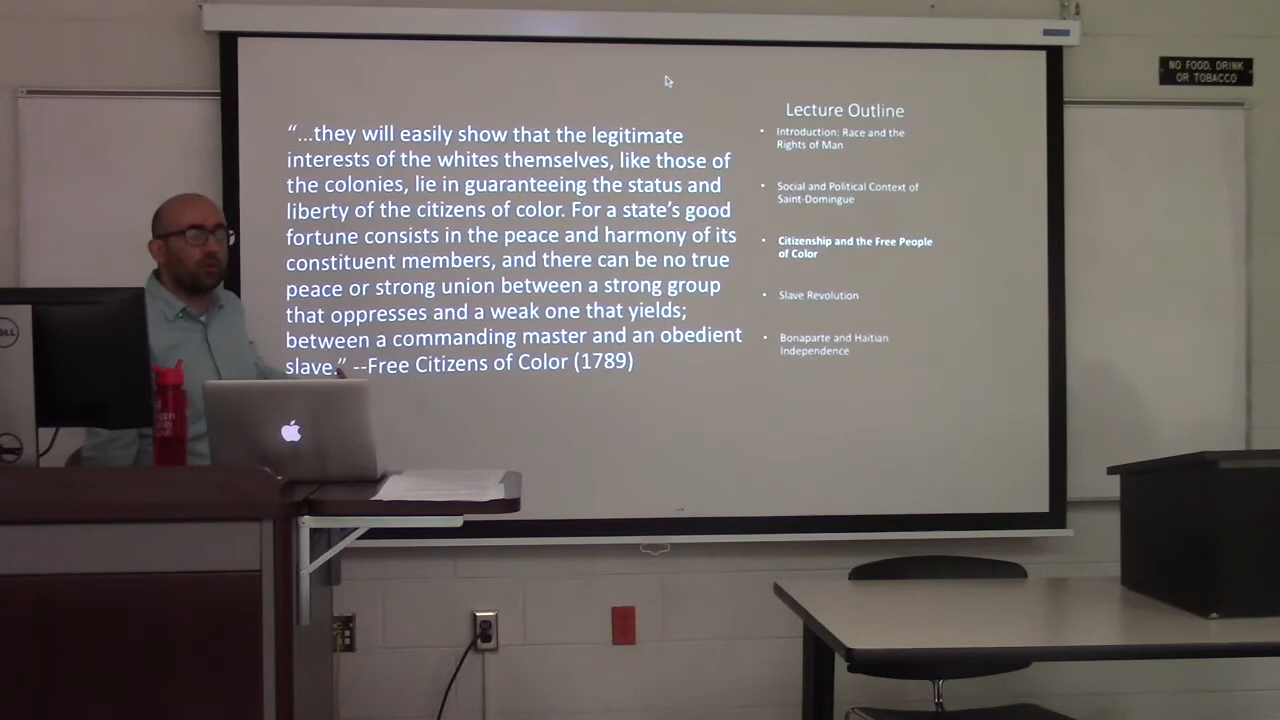 NO FOOD, DRINK
OR TOBACCO
Lecture Outline
“...they will easily show that the legitimate
interests of the whites themselves, like those of
the colonies, lie in guaranteeing the status and
liberty of the citizens of color. For a state's good
fortune consists in the peace and harmony of its
constituent members, and there can be no true
peace or strong union between a strong group
that oppresses and a weak one that yields;
between a commanding master and an obedient
slave.” --Free Citizens of Color (1789)
• Introduction: Race and the
Rights of Man
• Social and Political Context of
Saint-Domingue
• Citizenship and the Free People
of Color
• Slave Revolution
• Bonaparte and Haitian
Independence
DELL